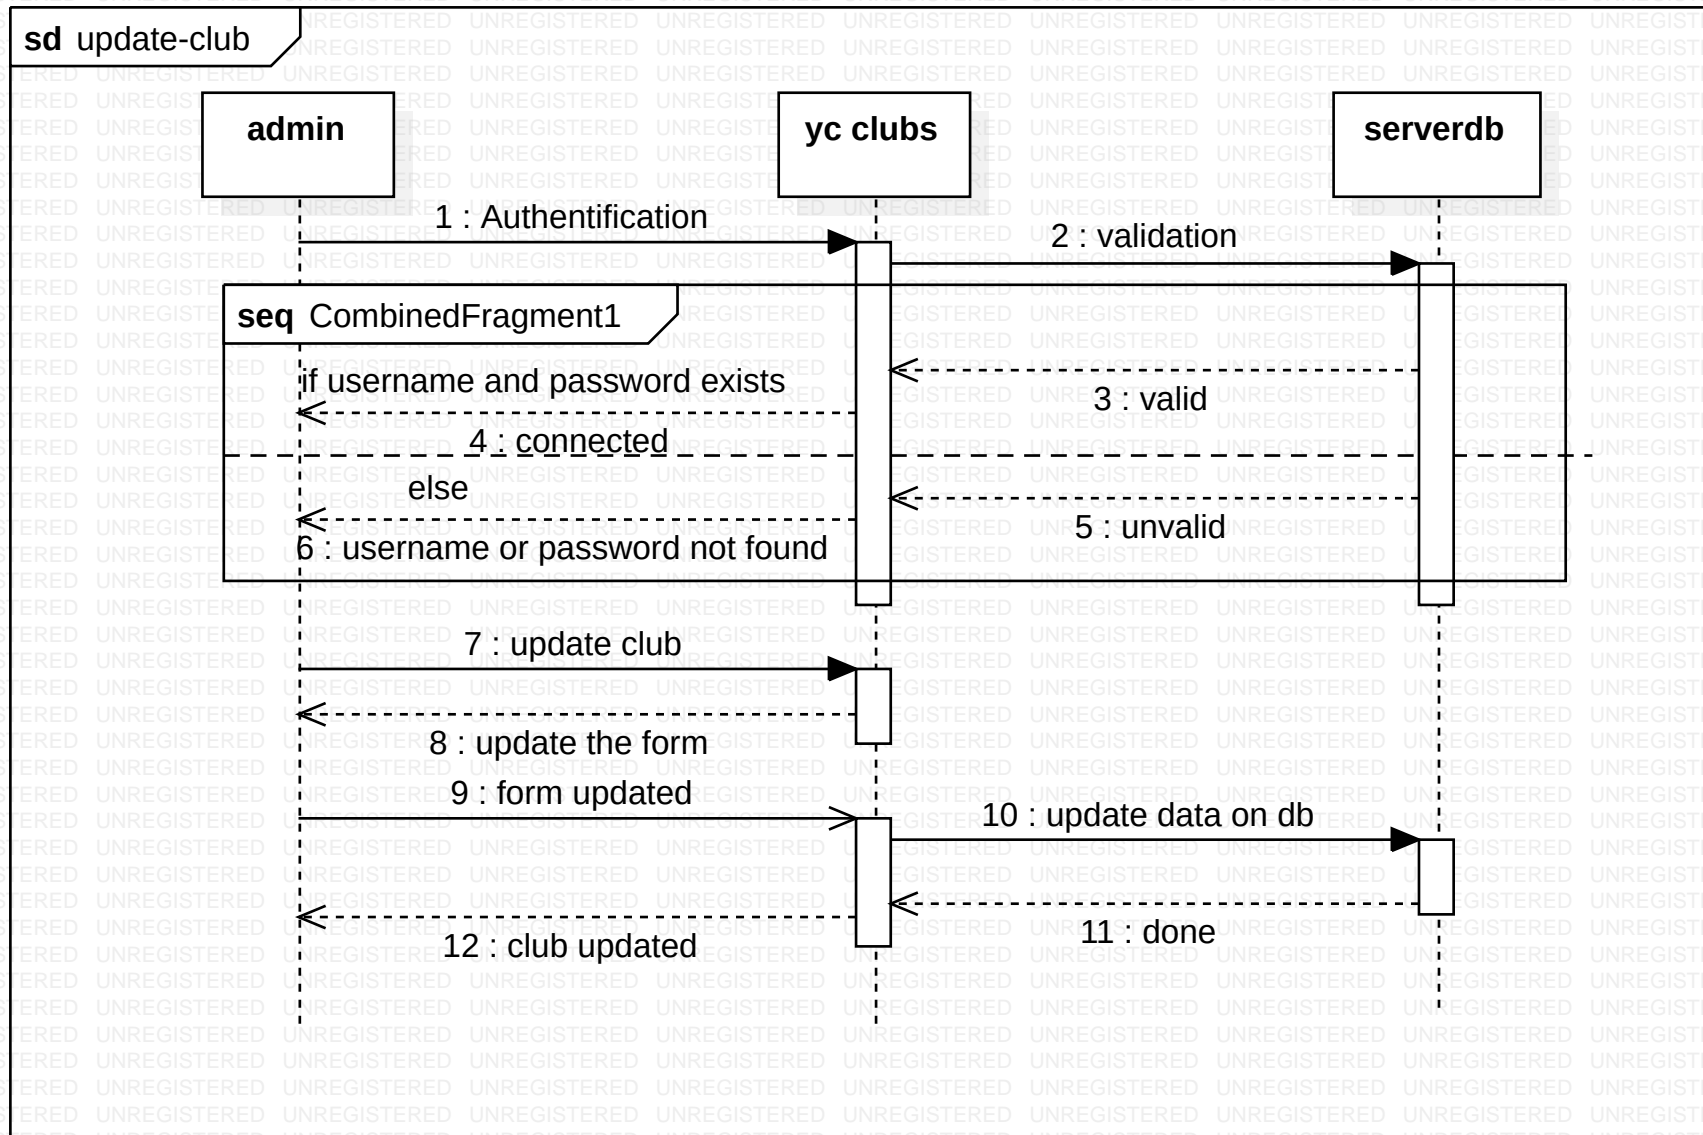 sd update-club
admin
yc clubs
serverdb
1 : Authentification
2 : validation
seq CombinedFragment1
if username and password exists
3 : valid
4 : connected
else
5 : unvalid
6 : username or password not found
7 : update club
8 : update the form
9 : form updated
10 : update data on db
11 : done
12 : club updated
UNREGISTERED